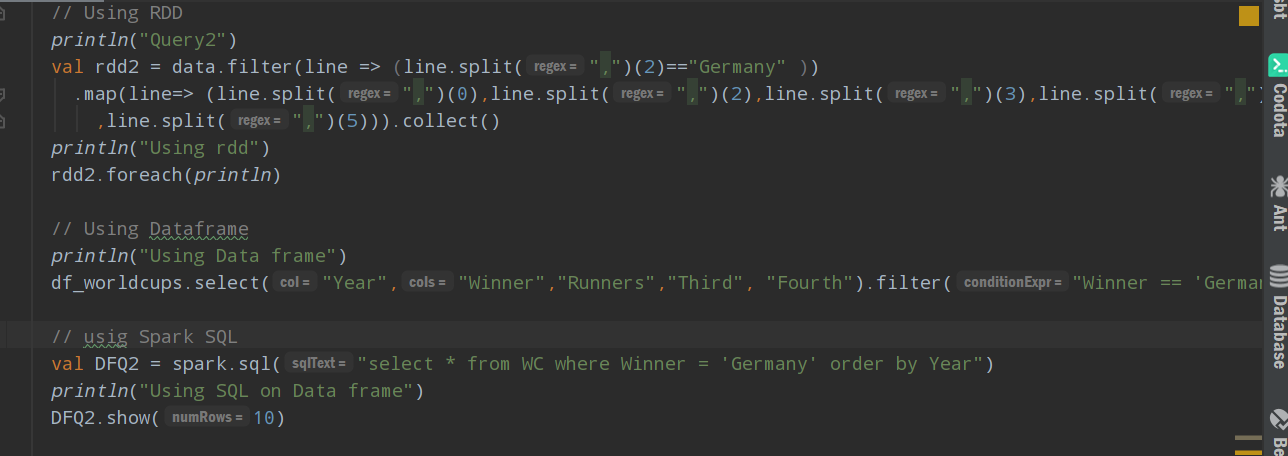 // Using RDD
println("Query2")
val rdd2 = data.filter(line => (line.split( regex = ",")(2)=="Germany" ))
.map(line=> (line.split( regex = ",")(0),line.split( regex = ",")(2),line.split( regex = ",")(3),line.split( regex = ",")
,line.split( regex = ",")(5))).collect()
println("Using rdd")
rdd2.foreach(println)
// Using Dataframe
println("Using Data frame")
df_worldcups.select( col = "Year", cols = "Winner","Runners","Third", "Fourth").filter( conditionExpr = "Winner == 'Germa
// usig Spark SQL
val DFQ2 = spark.sql( sqlText = "select * from WC where Winner = 'Germany' order by Year")
println("Using SQL on Data frame")
DFQ2.show( numRows = 10)
sbt
Codota
Ant
Database
Be